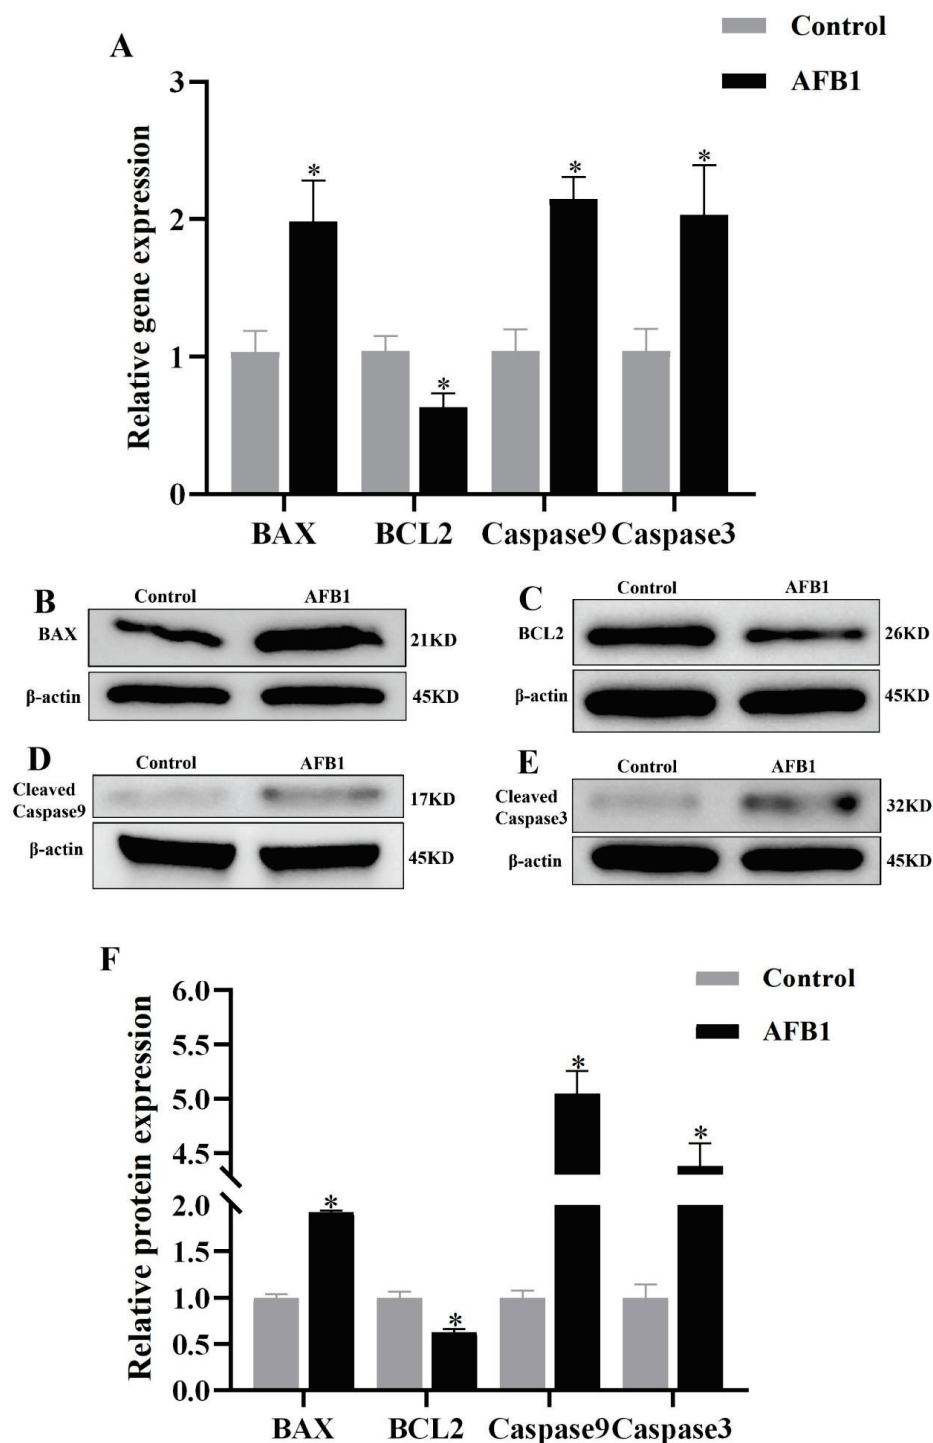 A
Control
AFB1
3
2
1
0
Relative gene expression
*
*
*
*
BAX BCL2 Caspase9 Caspase3
B
Control AFB1
BAX 21KD
β-actin 45KD
C
Control AFB1
BCL2 26KD
β-actin 45KD
D
Control AFB1
Cleaved
Caspase9 17KD
β-actin 45KD
E
Control AFB1
Cleaved
Caspase3 32KD
β-actin 45KD
F
Control
AFB1
6.0
5.5
5.0
4.5
2.0
1.5
1.0
0.5
0.0
Relative protein expression
*
*
*
*
BAX BCL2 Caspase9 Caspase3